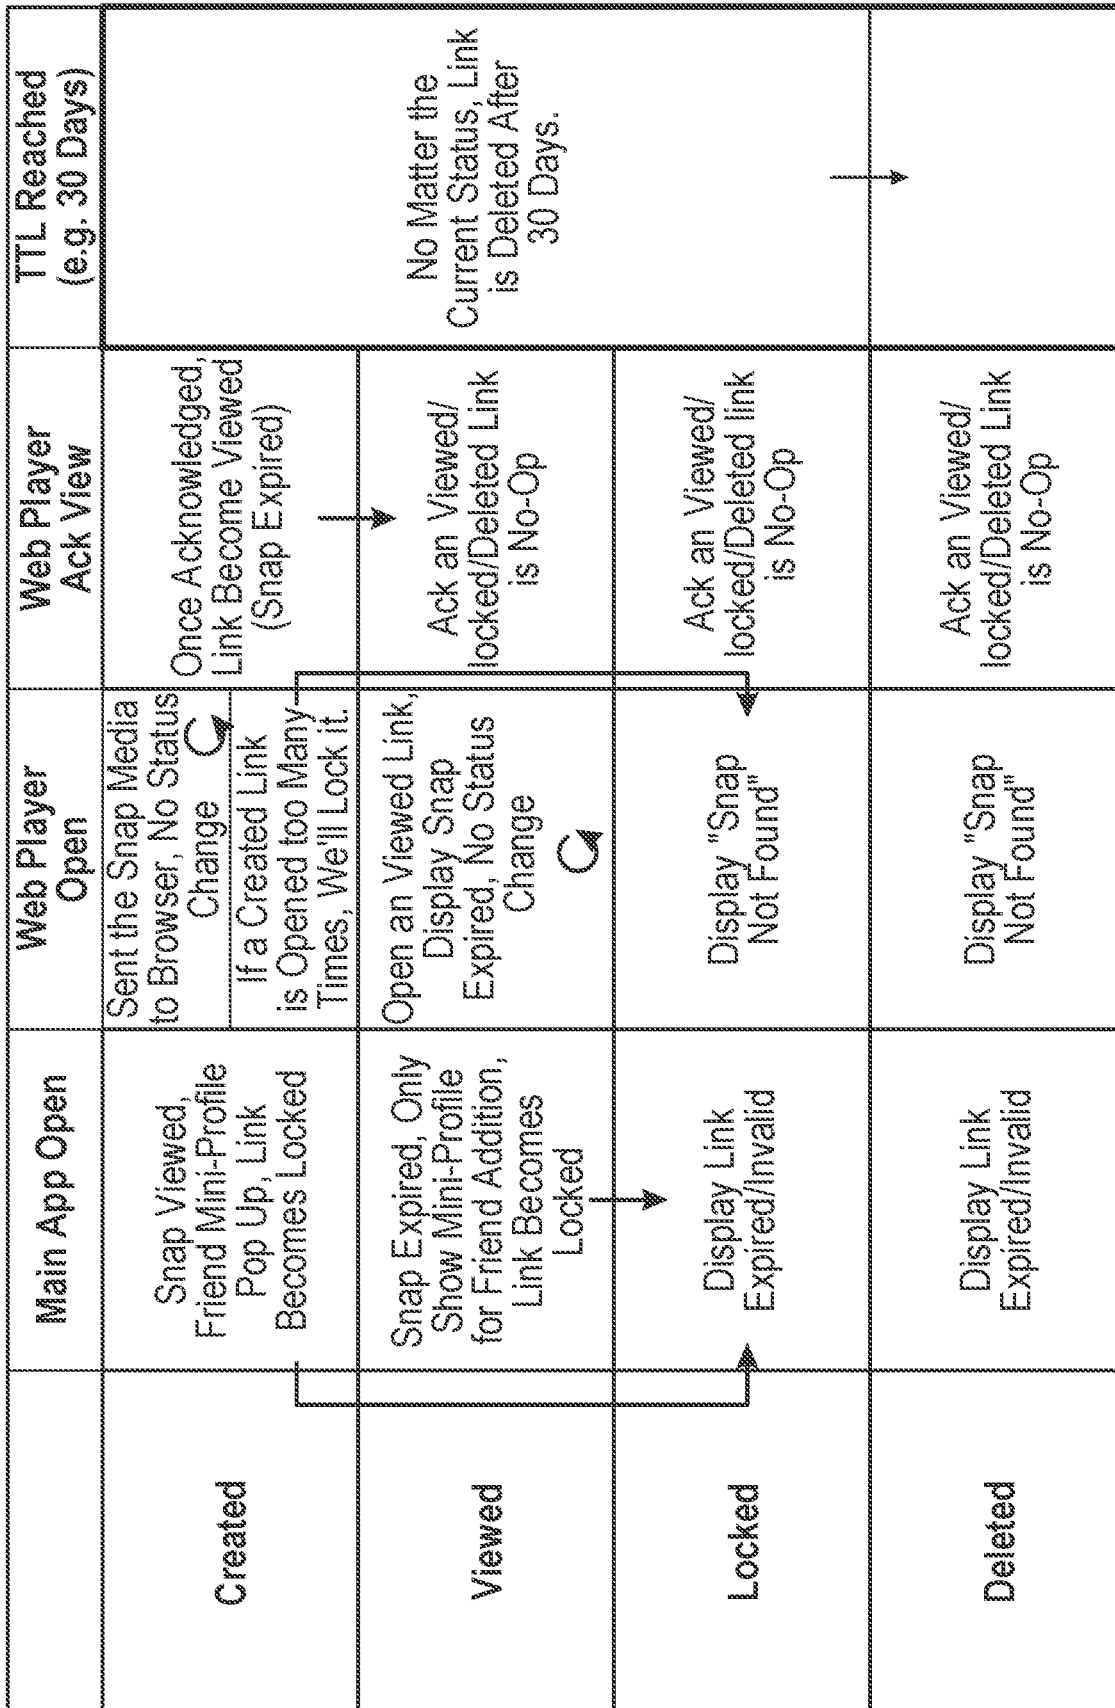 Main App Open
Web Player
Open
Web Player
Ack View
TTL Reached
(e.g. 30 Days)
Created
Snap Viewed,
Friend Mini-Profile
Pop Up, Link
Becomes Locked
Sent the Snap Media
to Browser, No Status
Change
If a Created Link
is Opened too Many
Times, We'll Lock it.
Once Acknowledged,
Link Become Viewed
(Snap Expired)
No Matter the
Current Status, Link
is Deleted After
30 Days.
Viewed
Snap Expired, Only
Show Mini-Profile
for Friend Addition,
Link Becomes
Locked
Open an Viewed Link,
Display Snap
Expired, No Status
Change
Ack an Viewed/
locked/Deleted Link
is No-Op
Locked
Display Link
Expired/Invalid
Display "Snap
Not Found"
Ack an Viewed/
locked/Deleted link
is No-Op
Deleted
Display Link
Expired/Invalid
Display "Snap
Not Found"
Ack an Viewed/
locked/Deleted Link
is No-Op